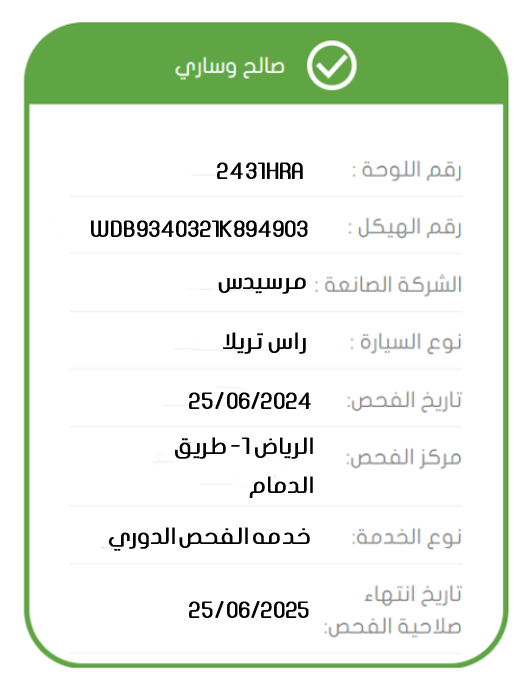 صالح وساري
رقم اللوحة : 2431HRA
رقم الهيكل : WDB9340321K894903
الشركة الصانعة : مرسيدس
نوع السيارة : راس تريلا
تاريخ الفحص: 25/06/2024
مركز الفحص: الرياض 1- طريق
الدمام
نوع الخدمة: خدمه الفحص الدوري
تاريخ انتهاء
صلاحية الفحص: 25/06/2025